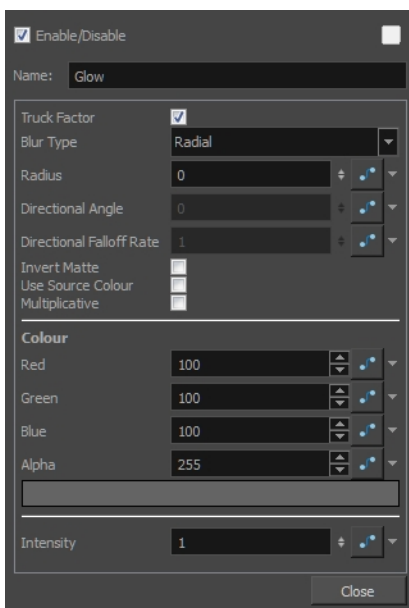 Enable/Disable
Name: Glow
Truck Factor
Blur Type Radial
Radius 0
Directional Angle 0
Directional Falloff Rate 1
Invert Matte
Use Source Colour
Multiplicative
Colour
Red 100
Green 100
Blue 100
Alpha 255
Intensity 1
Close